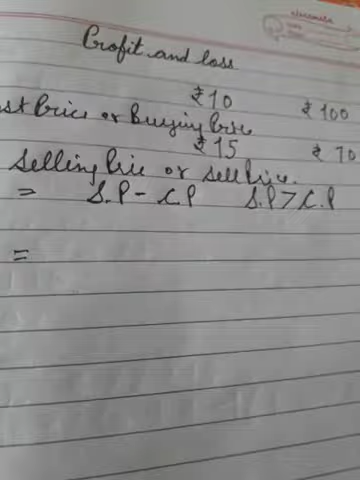 Profit and loss
₹10 ₹100
st Price or Buying Price
₹15 ₹70
Selling Price or sell Price.
= S.P - C.P S.P > C.P
=